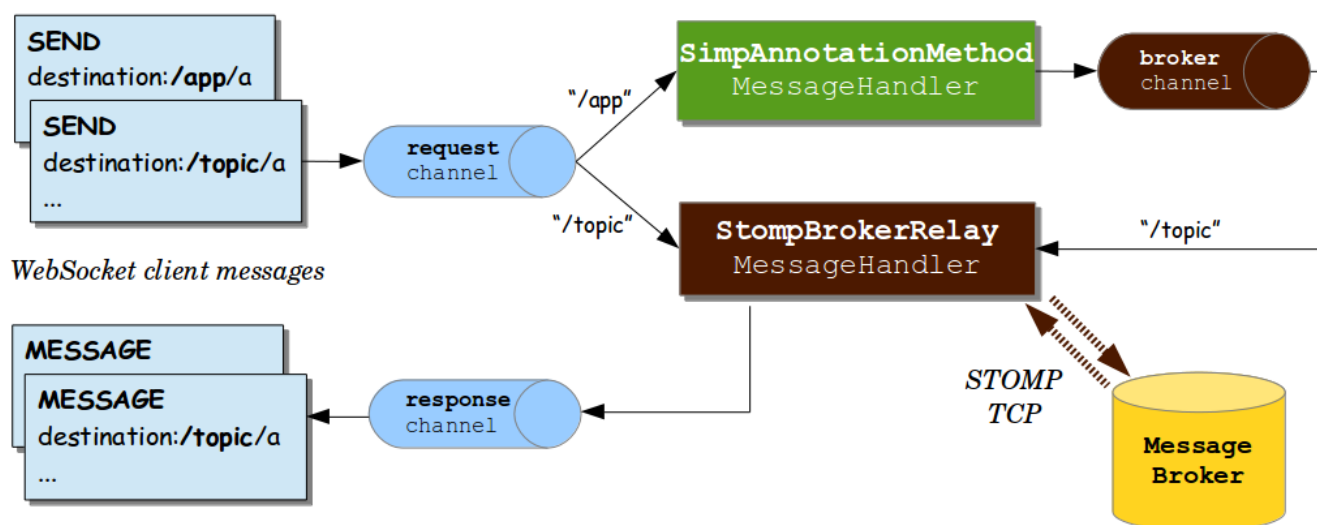 SEND
destination:/app/a
SEND
destination:/topic/a
...
WebSocket client messages
request
channel
“/app”
“/topic”
SimpAnnotationMethod
MessageHandler
broker
channel
StompBrokerRelay
MessageHandler
“/topic”
MESSAGE
MESSAGE
destination:/topic/a
...
response
channel
STOMP
TCP
Message
Broker